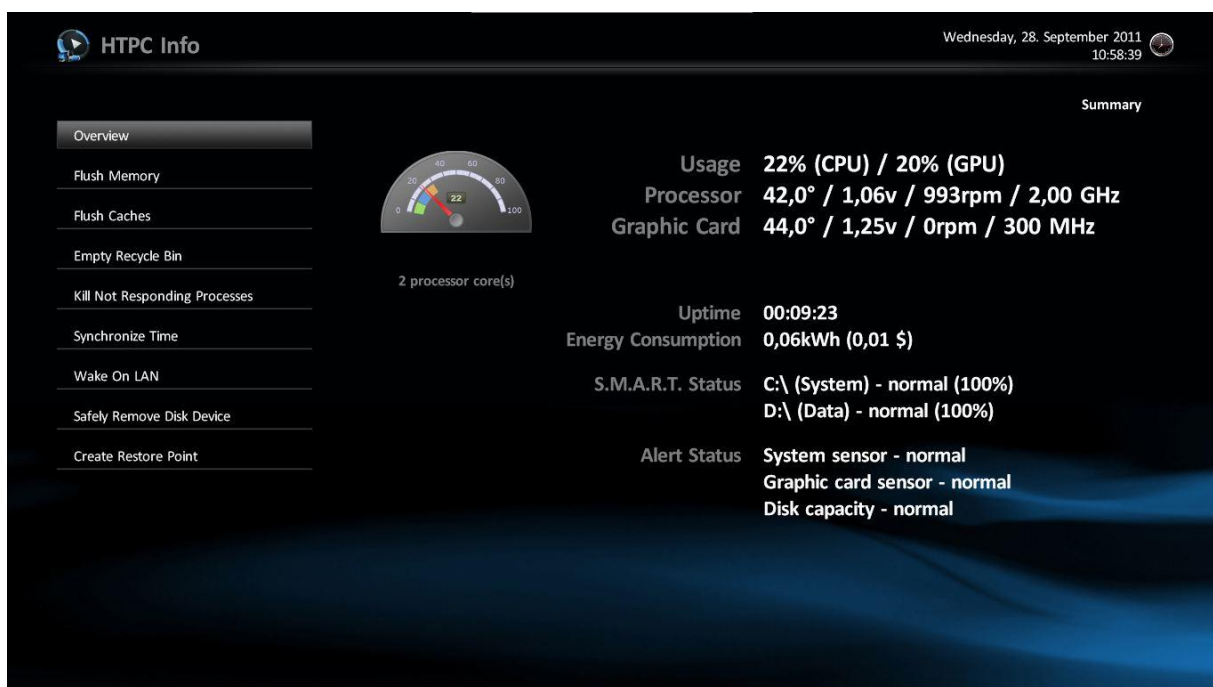 HTPC Info
Wednesday, 28. September 2011
10:58:39
Summary
Overview
Flush Memory
Flush Caches
Empty Recycle Bin
Kill Not Responding Processes
Synchronize Time
Wake On LAN
Safely Remove Disk Device
Create Restore Point
0 20 40 60 80 100
22
2 processor core(s)
Usage 22% (CPU) / 20% (GPU)
Processor 42,0° / 1,06v / 993rpm / 2,00 GHz
Graphic Card 44,0° / 1,25v / 0rpm / 300 MHz
Uptime 00:09:23
Energy Consumption 0,06kWh (0,01 $)
S.M.A.R.T. Status C:\ (System) - normal (100%)
D:\ (Data) - normal (100%)
Alert Status System sensor - normal
Graphic card sensor - normal
Disk capacity - normal